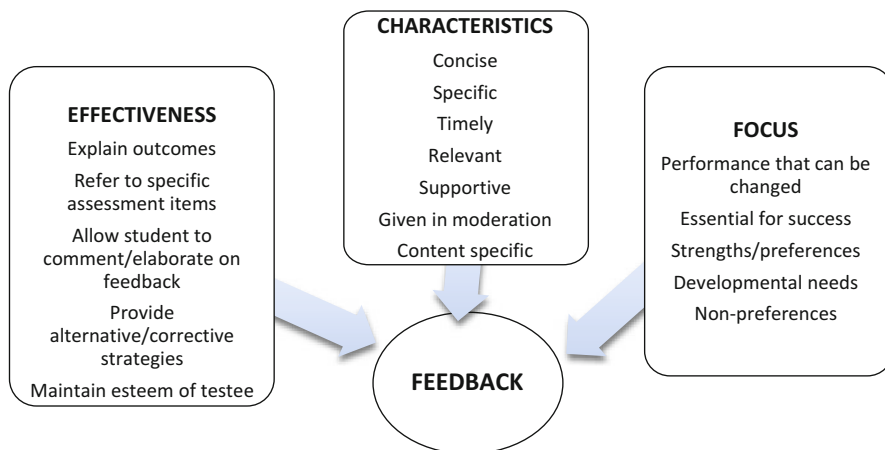 EFFECTIVENESS
Explain outcomes
Refer to specific
assessment items
Allow student to
comment/elaborate on
feedback
Provide
alternative/corrective
strategies
Maintain esteem of testee
CHARACTERISTICS
Concise
Specific
Timely
Relevant
Supportive
Given in moderation
Content specific
FOCUS
Performance that can be
changed
Essential for success
Strengths/preferences
Developmental needs
Non-preferences
FEEDBACK